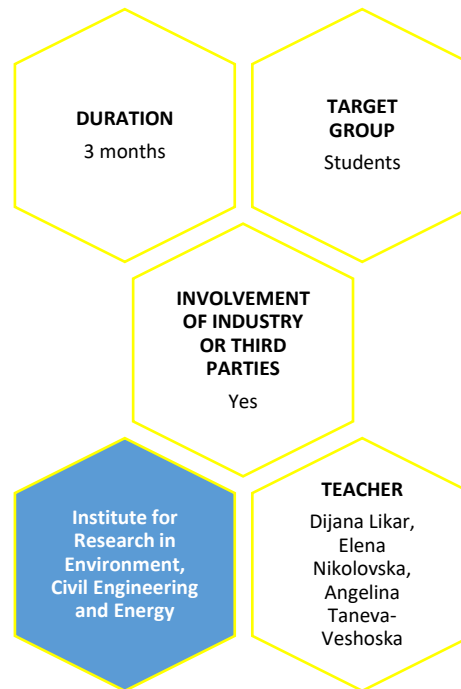 DURATION
3 months
TARGET
GROUP
Students
INVOLVEMENT
OF INDUSTRY
OR THIRD
PARTIES
Yes
Institute for
Research in
Environment,
Civil Engineering
and Energy
TEACHER
Dijana Likar,
Elena
Nikolovska,
Angelina
Taneva-
Veshoska